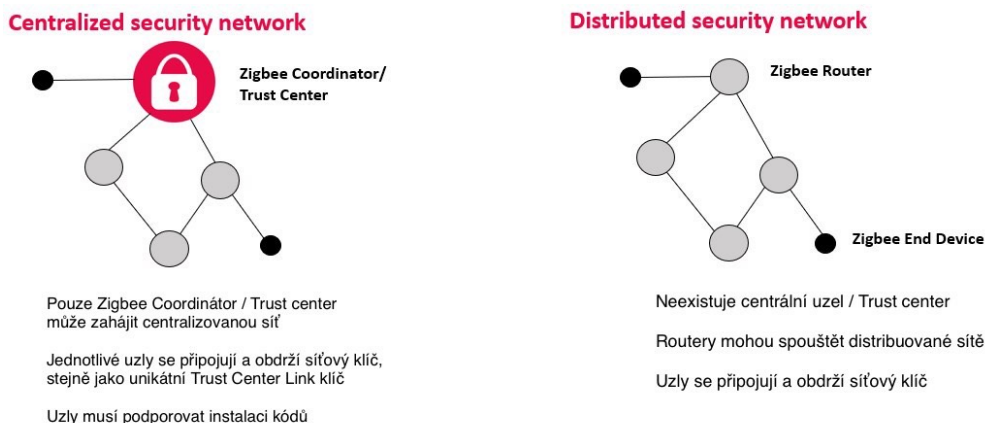 Centralized security network
Zigbee Coordinator/
Trust Center
Pouze Zigbee Coordinátor / Trust center
může zahájit centralizovanou síť
Jednotlivé uzly se připojují a obdrží síťový klíč,
stejně jako unikátní Trust Center Link klíč
Uzly musí podporovat instalaci kódů
Distributed security network
Zigbee Router
Zigbee End Device
Neexistuje centrální uzel / Trust center
Routery mohou spouštět distribuované sítě
Uzly se připojují a obdrží síťový klíč